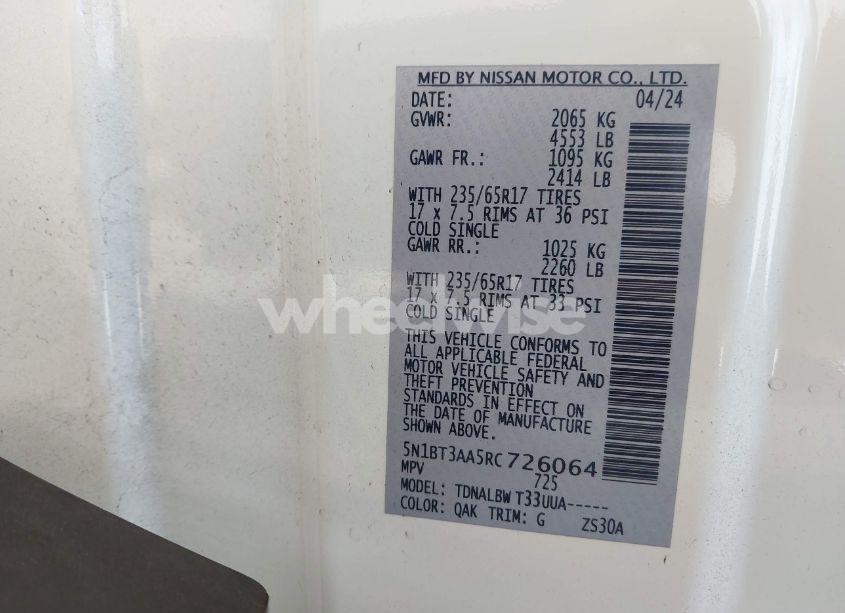 MFD BY NISSAN MOTOR CO., LTD.
DATE: 04/24
GVWR: 2065 KG
4553 LB
GAWR FR.: 1095 KG
2414 LB
WITH 235/65R17 TIRES
17 x 7.5 RIMS AT 36 PSI
COLD SINGLE
GAWR RR.: 1025 KG
2260 LB
WITH 235/65R17 TIRES
17 x 7.5 RIMS AT 33 PSI
COLD SINGLE
wheelwise
THIS VEHICLE CONFORMS TO
ALL APPLICABLE FEDERAL
MOTOR VEHICLE SAFETY AND
THEFT PREVENTION
STANDARDS IN EFFECT ON
THE DATE OF MANUFACTURE
SHOWN ABOVE.
5N1BT3AA5RC726064
MPV 725
MODEL: TDNALBW T33UUA-----
COLOR: QAK TRIM: G ZS30A